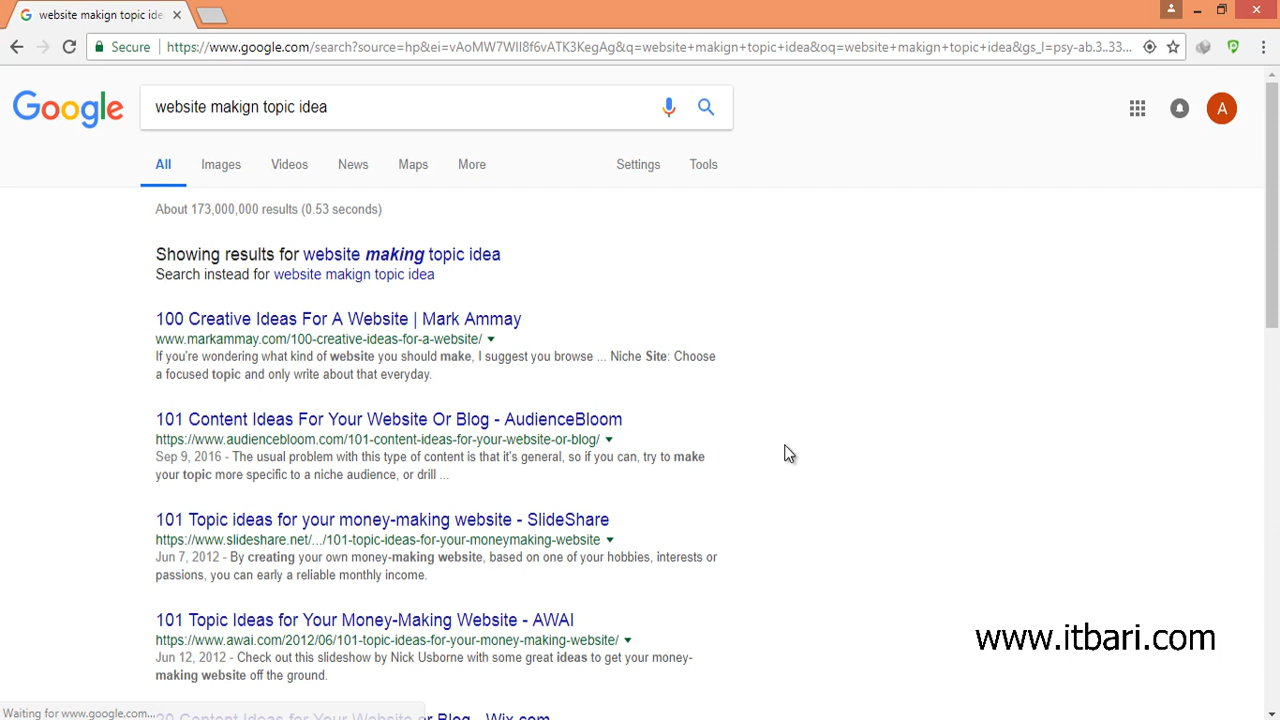 website makign topic ide
Secure
https://www.google.com/search?source=hp&ei=vAoMW7WII8f6vATK3KegAg&q=website+makign+topic+idea&oq=website+makign+topic+idea&gs_l=psy-ab.3..33...
Google
website makign topic idea
A
All Images Videos News Maps More Settings Tools
About 173,000,000 results (0.53 seconds)
Showing results for website making topic idea
Search instead for website makign topic idea
100 Creative Ideas For A Website | Mark Ammay
www.markammay.com/100-creative-ideas-for-a-website/
If you're wondering what kind of website you should make, I suggest you browse ... Niche Site: Choose
a focused topic and only write about that everyday.
101 Content Ideas For Your Website Or Blog - AudienceBloom
https://www.audiencebloom.com/101-content-ideas-for-your-website-or-blog/
Sep 9, 2016 - The usual problem with this type of content is that it's general, so if you can, try to make
your topic more specific to a niche audience, or drill ...
101 Topic ideas for your money-making website - SlideShare
https://www.slideshare.net/.../101-topic-ideas-for-your-moneymaking-website
Jun 7, 2012 - By creating your own money-making website, based on one of your hobbies, interests or
passions, you can early a reliable monthly income.
101 Topic Ideas for Your Money-Making Website - AWAI
https://www.awai.com/2012/06/101-topic-ideas-for-your-money-making-website/
Jun 12, 2012 - Check out this slideshow by Nick Usborne with some great ideas to get your money-
making website off the ground.
www.itbari.com
Waiting for www.google.com...
20 Content Ideas for Your Website or Blog - Wix.com